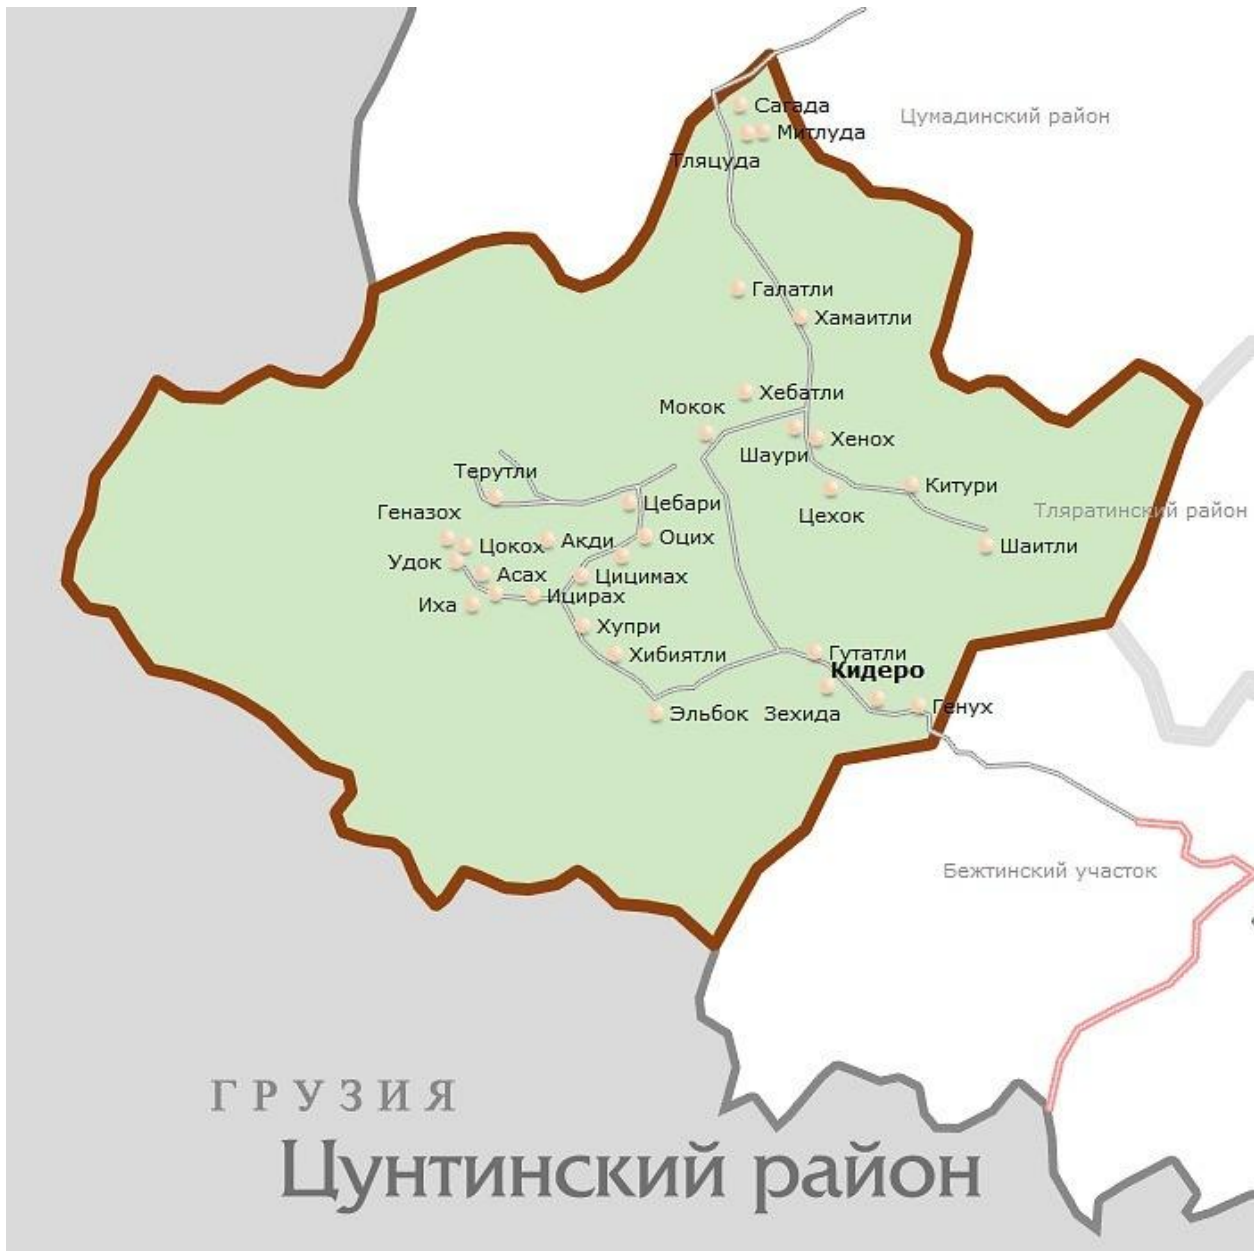 Сагада
Цумадинский район
Митлуда
Тляцуда
Галатли
Хамаитли
Хебатли
Мокок
Хенох
Шаури
Терутли
Китури
Цебари
Геназох
Цехок
Тляратинский район
Оцих
Акди
Цокох
Шаитли
Удок
Асах
Цицимах
Ицирах
Иха
Хупри
Хибиятли
Гутатли
Кидеро
Генух
Эльбок
Зехида
Бежтинский участок
ГРУЗИЯ
Цунтинский район